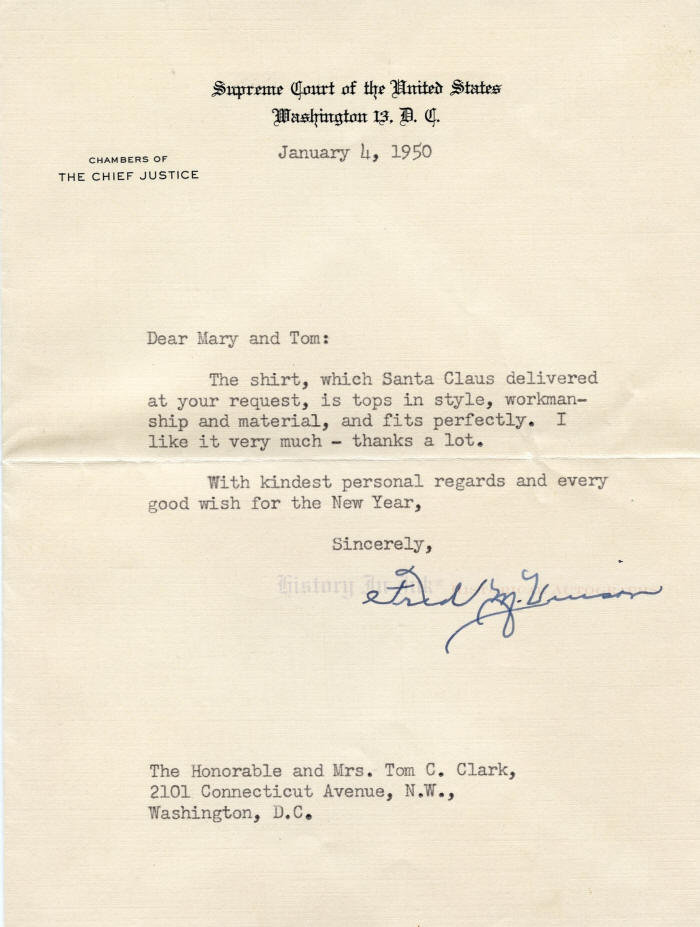 Supreme Court of the United States
Washington 13, D. C.
January 4, 1950
CHAMBERS OF
THE CHIEF JUSTICE
Dear Mary and Tom:
The shirt, which Santa Claus delivered
at your request, is tops in style, workman-
ship and material, and fits perfectly. I
like it very much - thanks a lot.
With kindest personal regards and every
good wish for the New Year,
Sincerely,
History In Ink
Fred M. Vinson
The Honorable and Mrs. Tom C. Clark,
2101 Connecticut Avenue, N.W.,
Washington, D.C.